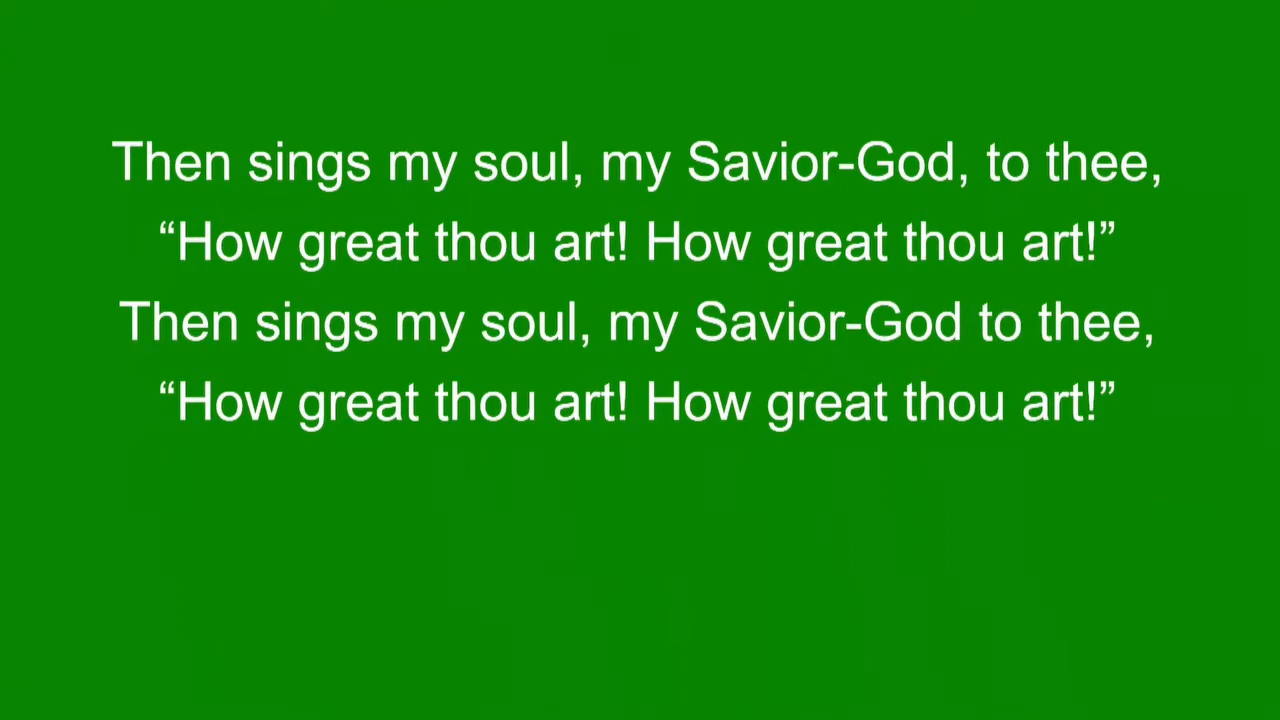 Then sings my soul, my Savior-God, to thee,
“How great thou art! How great thou art!”
Then sings my soul, my Savior-God to thee,
“How great thou art! How great thou art!”